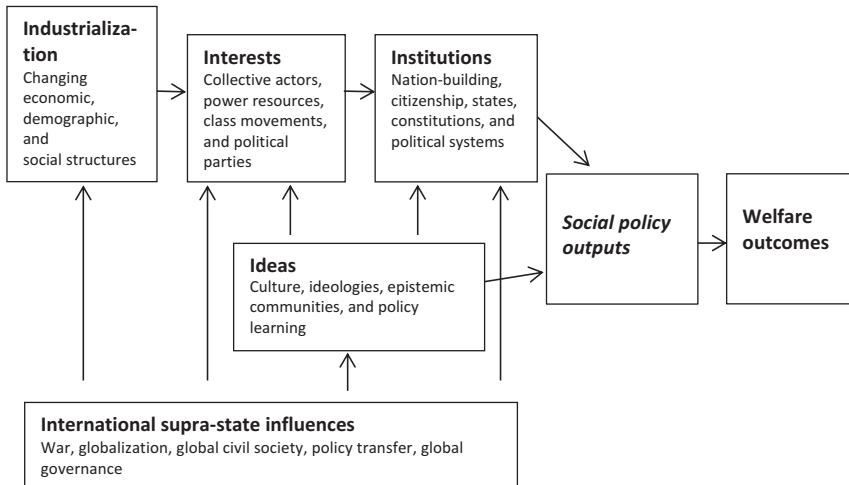 Industrializa-
tion
Changing
economic,
demographic,
and
social structures
Interests
Collective actors,
power resources,
class movements,
and political
parties
Institutions
Nation-building,
citizenship, states,
constitutions, and
political systems
Social policy
outputs
Welfare
outcomes
Ideas
Culture, ideologies, epistemic
communities, and policy
learning
International supra-state influences
War, globalization, global civil society, policy transfer, global
governance